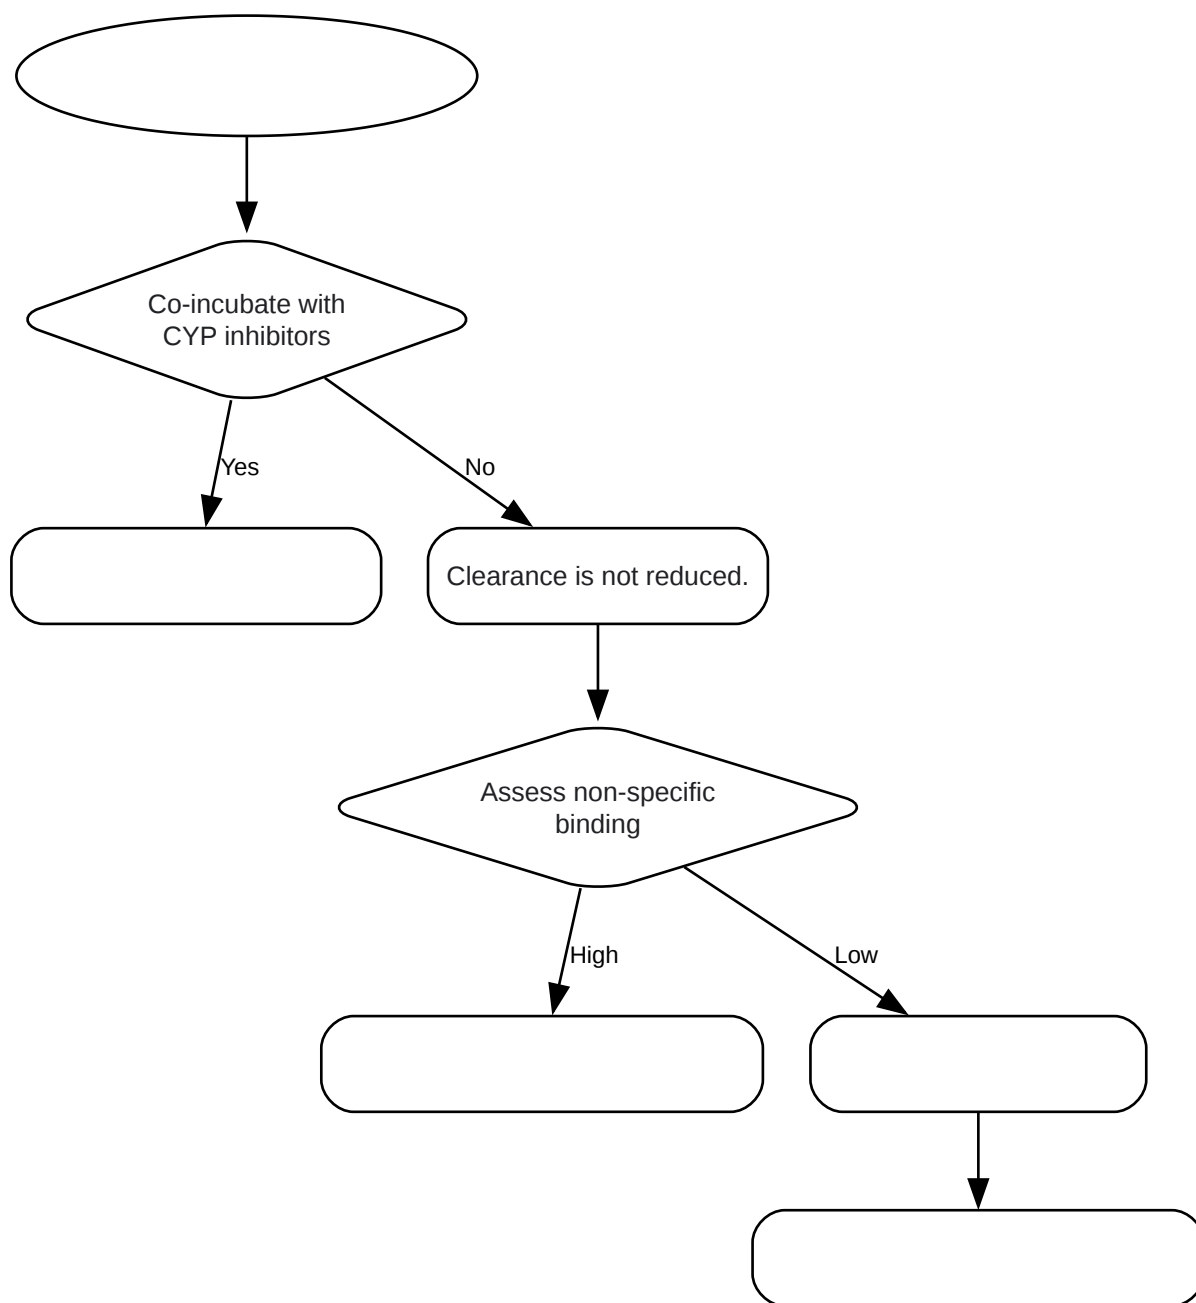 Co-incubate with
CYP inhibitors
Yes
No
Clearance is not reduced.
Assess non-specific
binding
High
Low